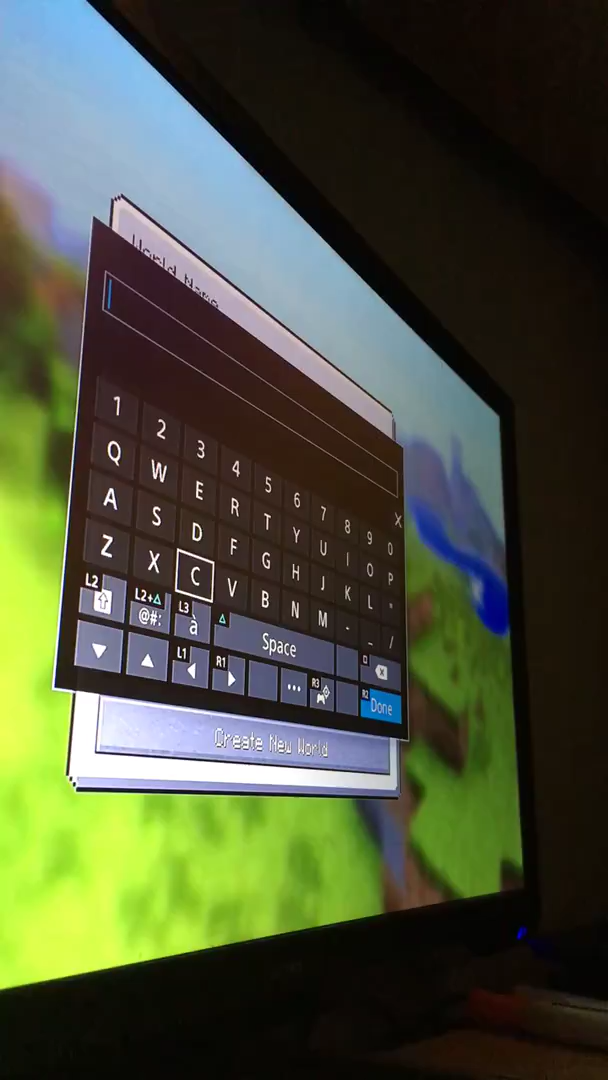 World Name
1 2 3 4 5 6 7 8 9 0
Q W E R T Y U I O P
A S D F G H J K L "
Z X C V B N M - _ /
L2 L2+△ @#: L3 à △ Space
L1 R1 ... R3 R2 Done
Create New World